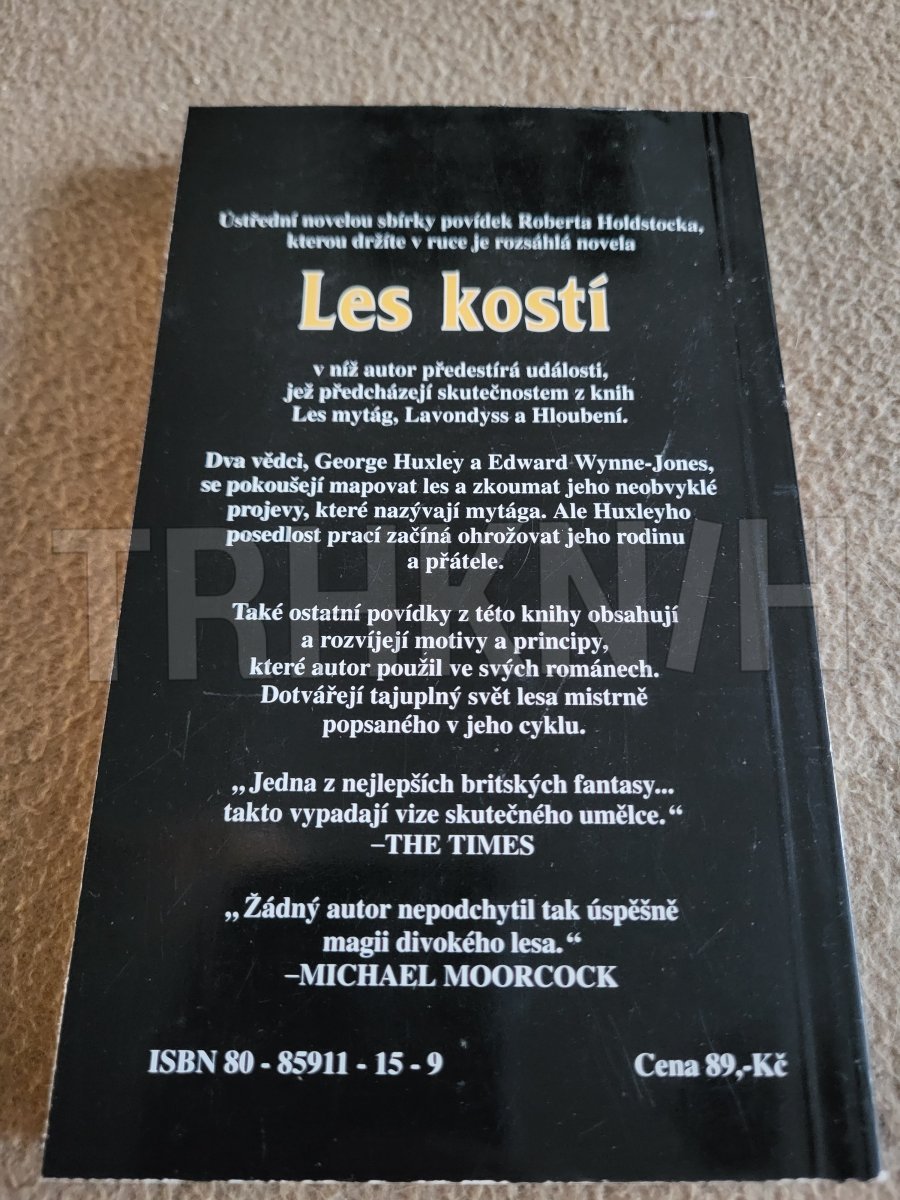 Ústřední novelou sbírky povídek Roberta Holdstocka,
kterou držíte v ruce je rozsáhlá novela
Les kostí
v níž autor předestírá události,
jež předcházejí skutečnostem z knih
Les mytág, Lavondyss a Hloubení.
Dva vědci, George Huxley a Edward Wynne-Jones,
se pokoušejí mapovat les a zkoumat jeho neobvyklé
projevy, které nazývají mytága. Ale Huxleyho
posedlost prací začíná ohrožovat jeho rodinu
a přátele.
TRHKNIH
Také ostatní povídky z této knihy obsahují
a rozvíjejí motivy a principy,
které autor použil ve svých románech.
Dotvářejí tajuplný svět lesa mistrně
popsaného v jeho cyklu.
„Jedna z nejlepších britských fantasy...
takto vypadají vize skutečného umělce.“
–THE TIMES
„Žádný autor nepodchytil tak úspěšně
magii divokého lesa.“
–MICHAEL MOORCOCK
ISBN 80 - 85911 - 15 - 9
Cena 89,-Kč